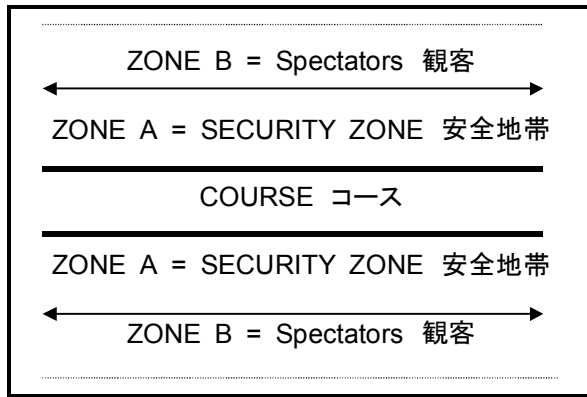 ZONE B = Spectators 観客
ZONE A = SECURITY ZONE 安全地帯
COURSE コース
ZONE A = SECURITY ZONE 安全地帯
ZONE B = Spectators 観客